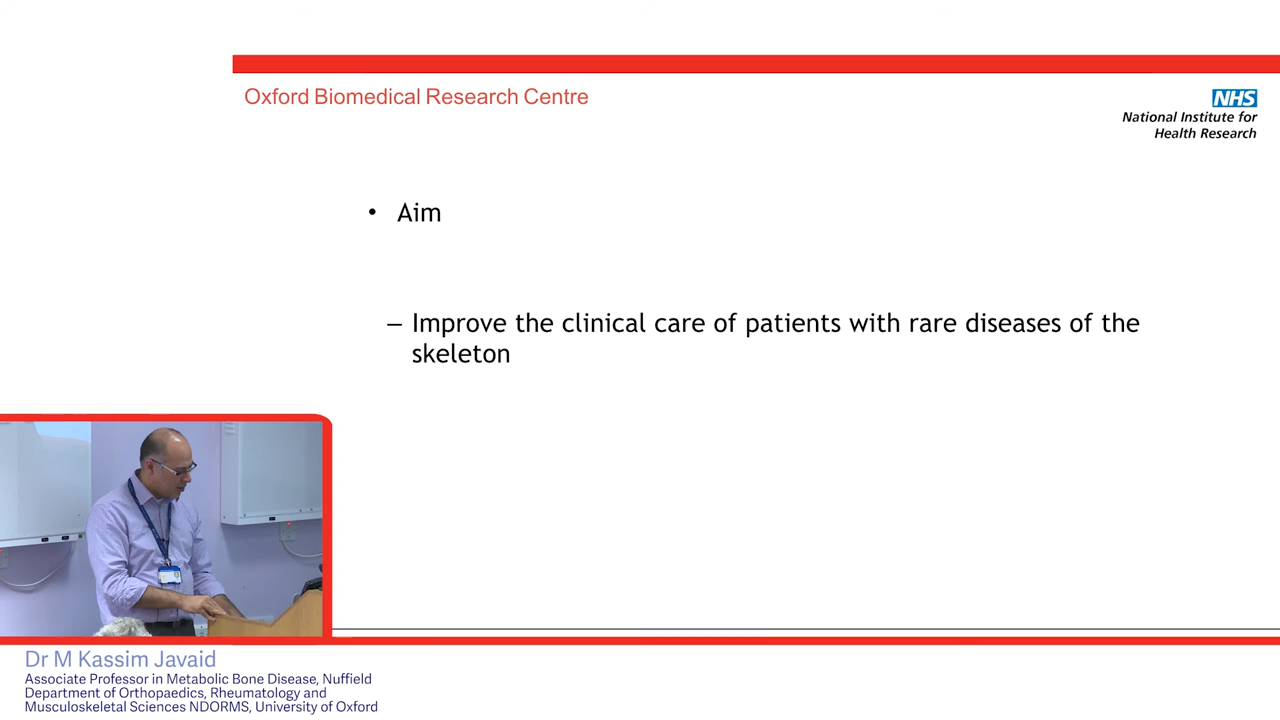 Oxford Biomedical Research Centre
NHS
National Institute for
Health Research
• Aim
– Improve the clinical care of patients with rare diseases of the
skeleton
Dr M Kassim Javaid
Associate Professor in Metabolic Bone Disease, Nuffield
Department of Orthopaedics, Rheumatology and
Musculoskeletal Sciences NDORMS, University of Oxford